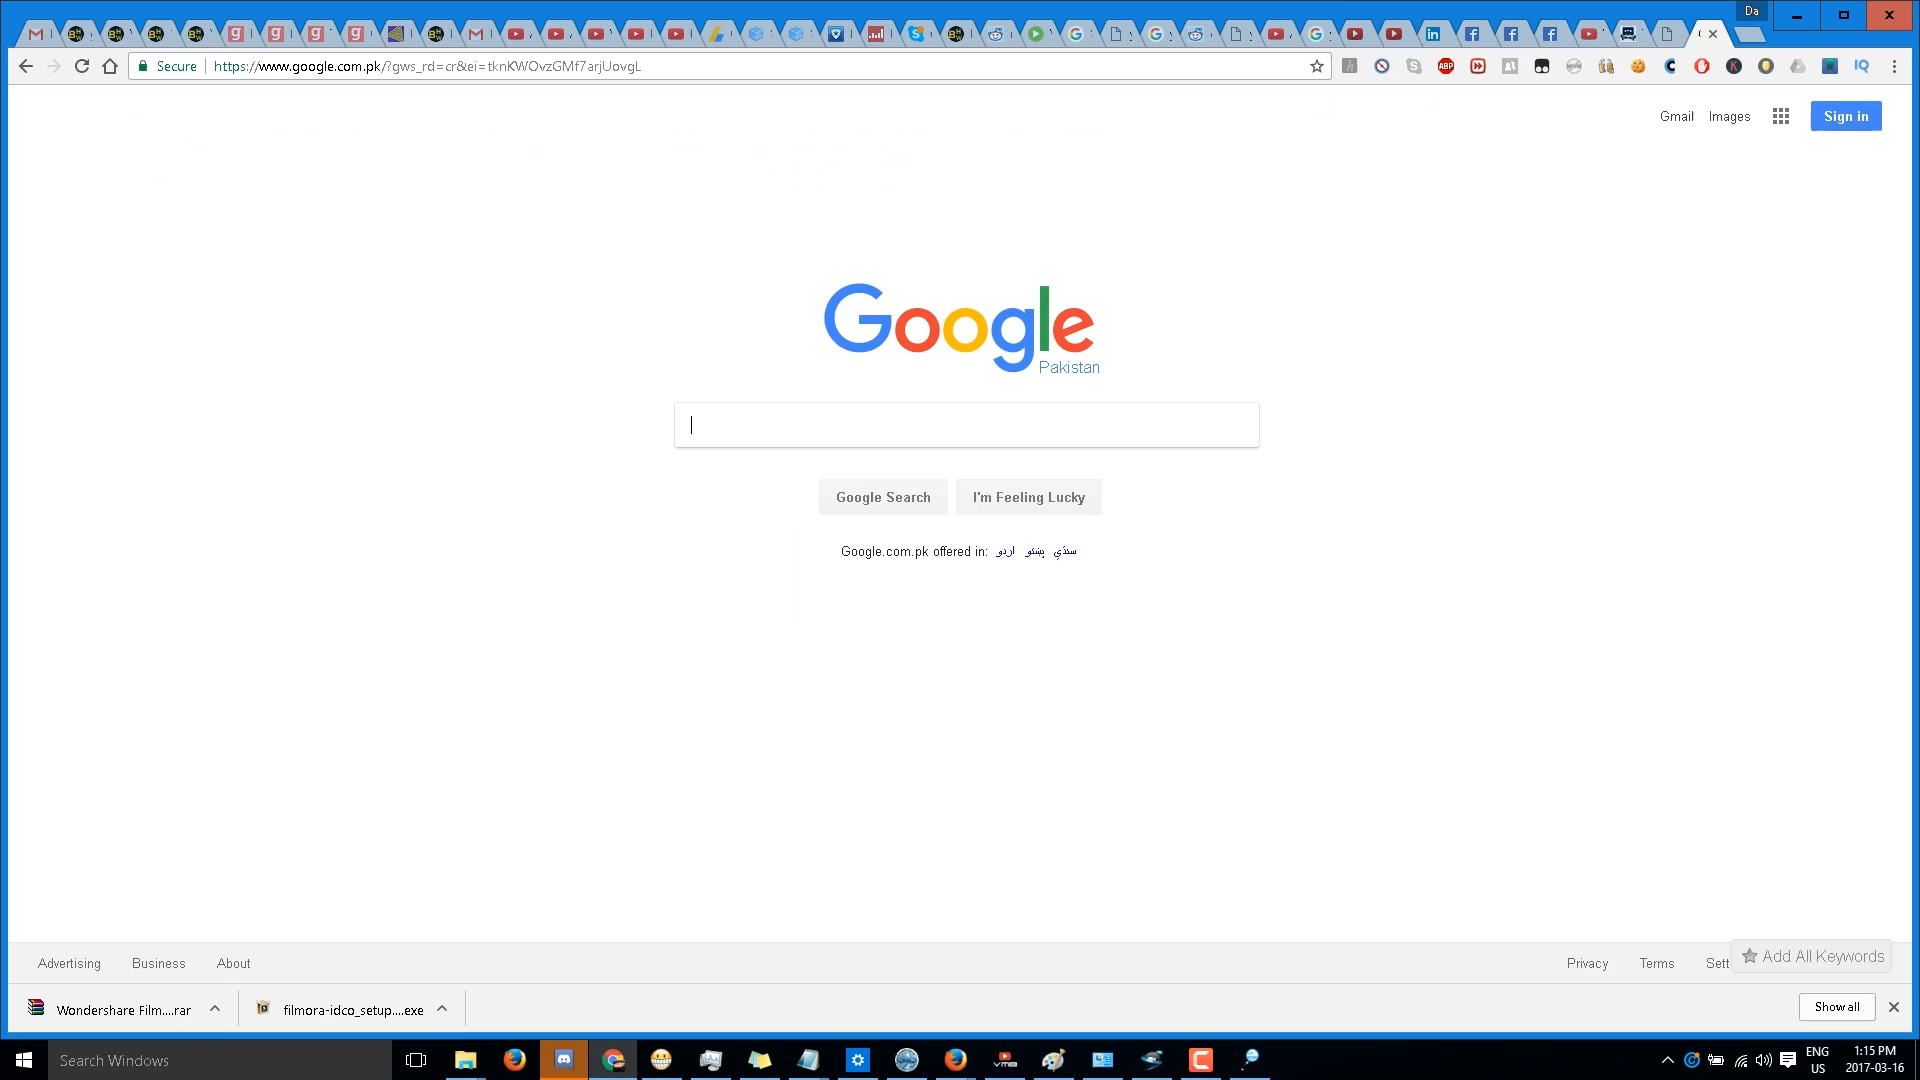 Da
Secure https://www.google.com.pk/?gws_rd=cr&ei=tknKWOvzGMf7arjUovgL
Gmail Images Sign in
Google
Pakistan
Google Search I'm Feeling Lucky
Google.com.pk offered in: اردو پښتو سنڌي
Advertising Business About Privacy Terms Sett
Add All Keywords
Wondershare Film....rar filmora-idco_setup....exe Show all
Search Windows
ENG 1:15 PM
US 2017-03-16